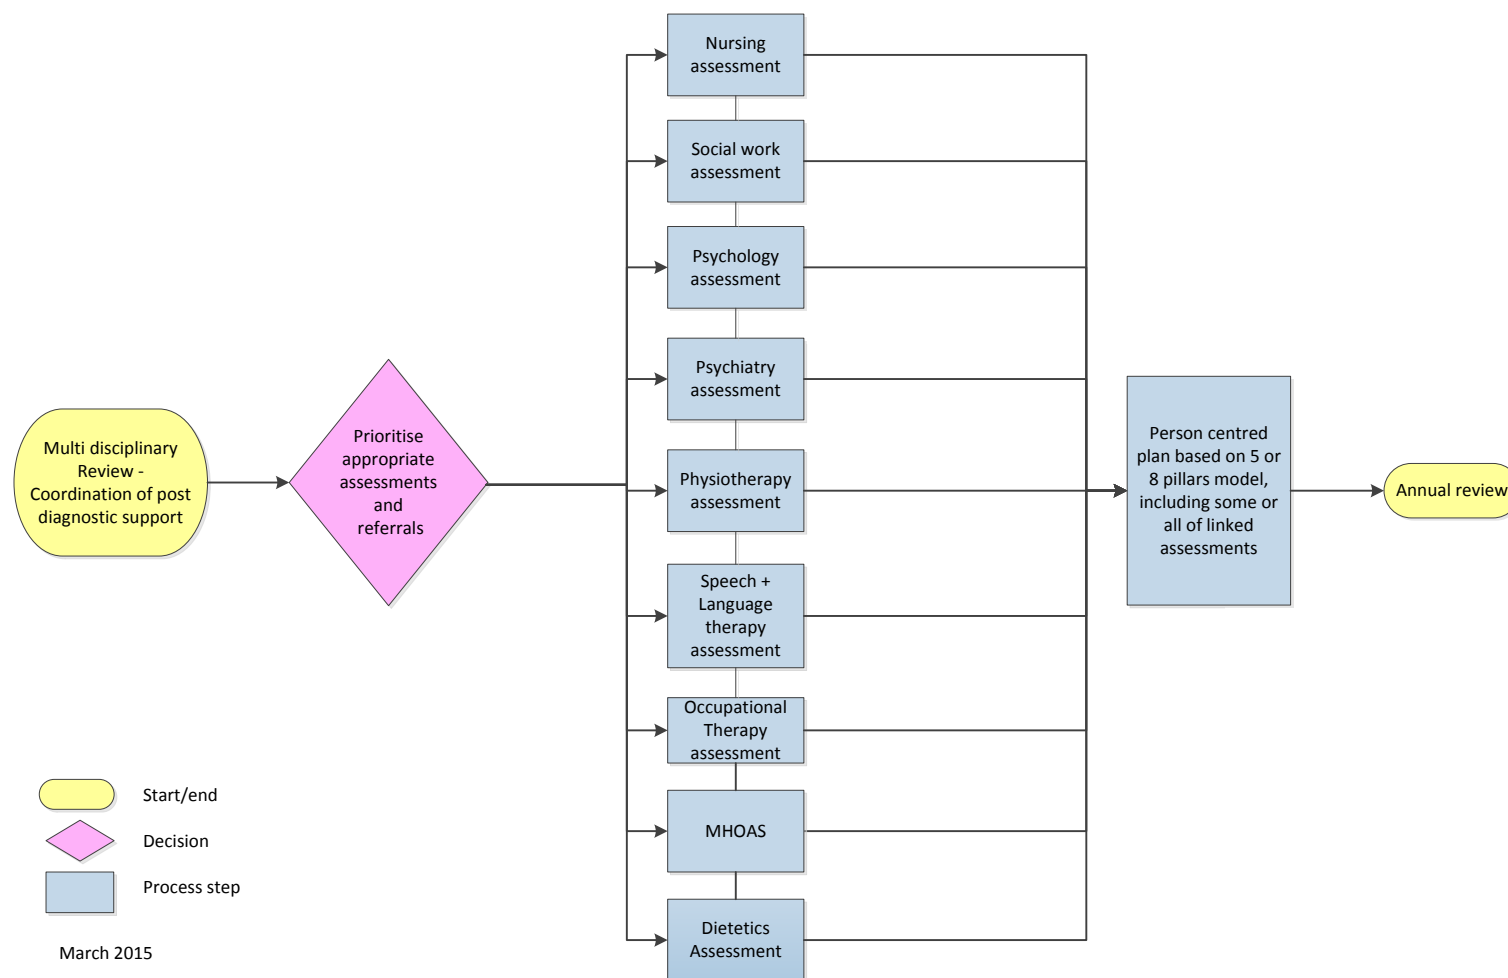 Multi disciplinary
Review -
Coordination of post
diagnostic support
Prioritise
appropriate
assessments
and
referrals
Nursing
assessment
Social work
assessment
Psychology
assessment
Psychiatry
assessment
Physiotherapy
assessment
Speech +
Language
therapy
assessment
Occupational
Therapy
assessment
MHOAS
Dietetics
Assessment
Person centred
plan based on 5 or
8 pillars model,
including some or
all of linked
assessments
Annual review
Start/end
Decision
Process step
March 2015